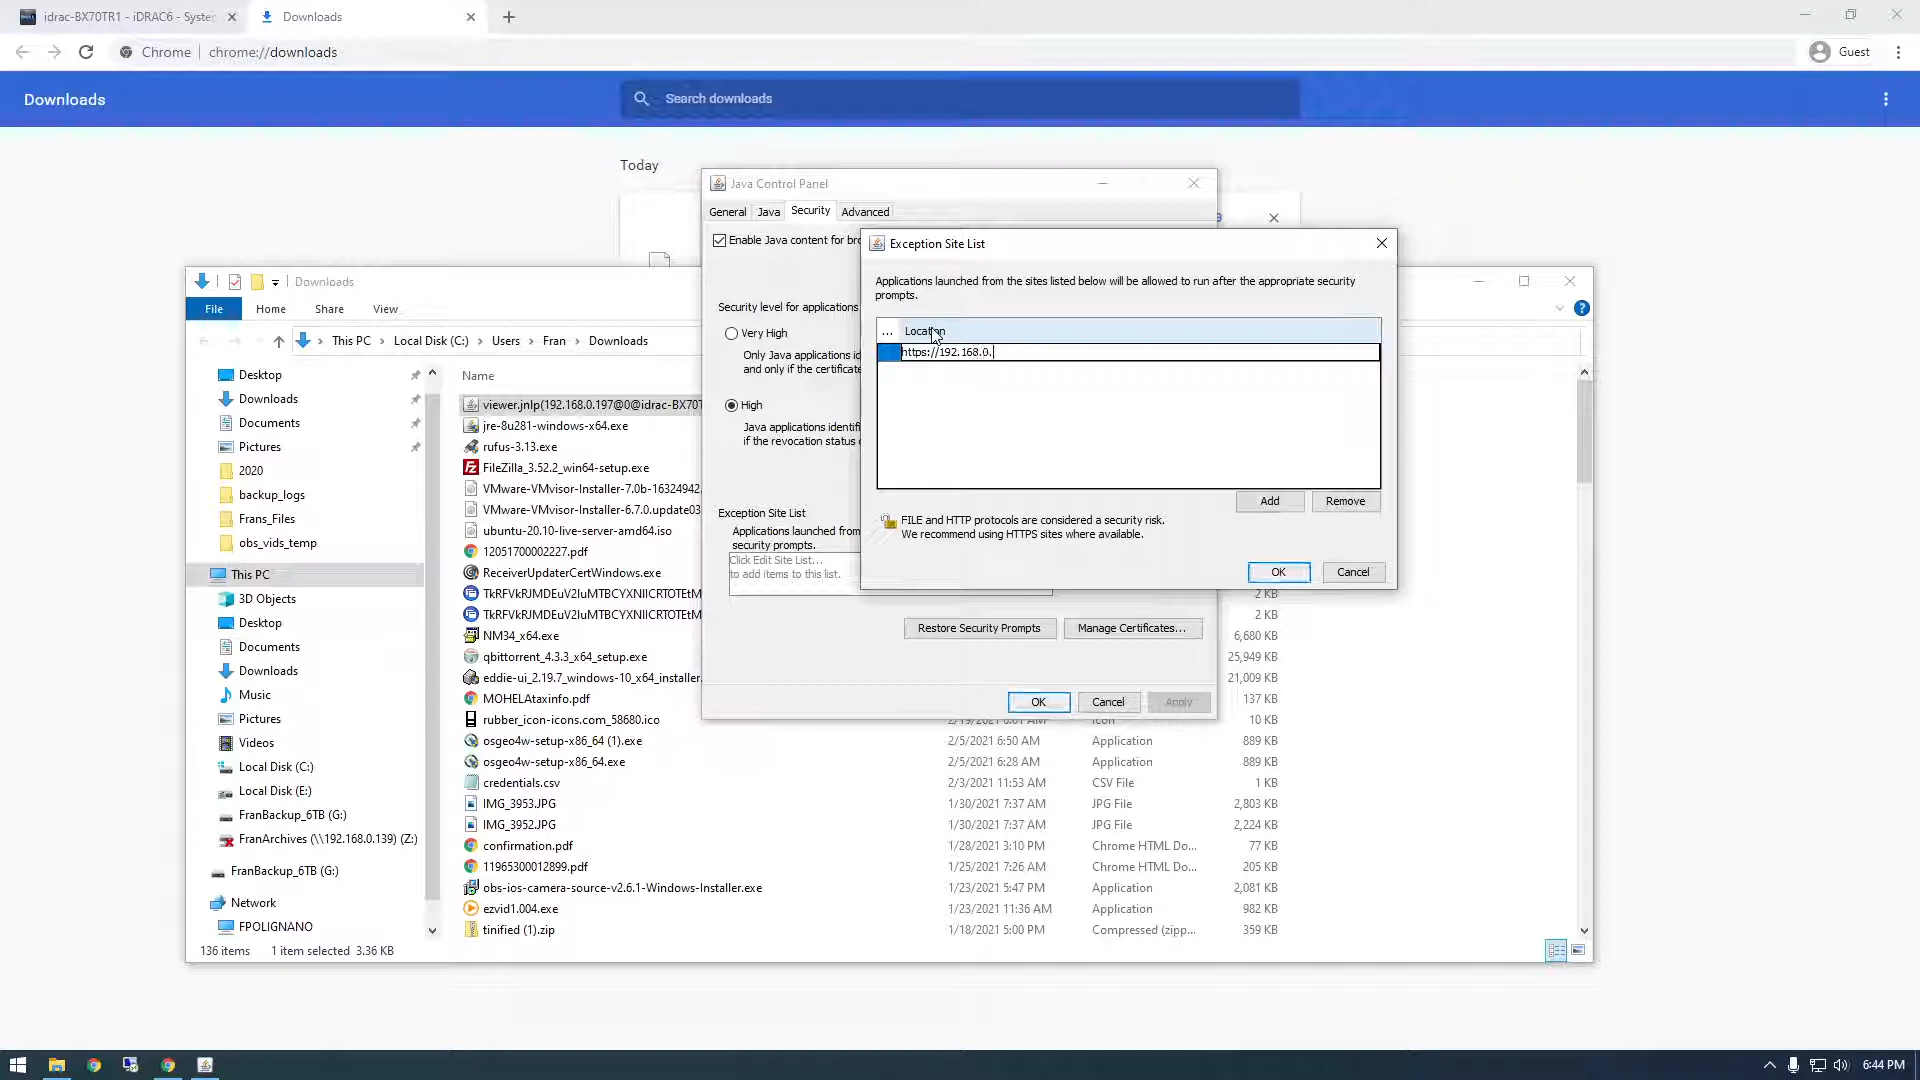 idrac-BX70TR1 - iDRAC6 - Syste
Downloads
Chrome
chrome://downloads
Guest
Downloads
Search downloads
Today
Java Control Panel
General
Java
Security
Advanced
Enable Java content for bro
Security level for applications
Very High
Only Java applications id
and only if the certificate
High
Java applications identifi
if the revocation status o
Exception Site List
Applications launched from
security prompts.
Click Edit Site List...
to add items to this list.
Restore Security Prompts
Manage Certificates...
OK
Cancel
Apply
Exception Site List
Applications launched from the sites listed below will be allowed to run after the appropriate security
prompts.
...
Location
https://192.168.0.
Add
Remove
FILE and HTTP protocols are considered a security risk.
We recommend using HTTPS sites where available.
OK
Cancel
Downloads
File
Home
Share
View
This PC
Local Disk (C:)
Users
Fran
Downloads
Desktop
Downloads
Documents
Pictures
2020
backup_logs
Frans_Files
obs_vids_temp
This PC
3D Objects
Desktop
Documents
Downloads
Music
Pictures
Videos
Local Disk (C:)
Local Disk (E:)
FranBackup_6TB (G:)
FranArchives (\\192.168.0.139) (Z:)
FranBackup_6TB (G:)
Network
FPOLIGNANO
Name
viewer.jnlp(192.168.0.197@0@idrac-BX70T
jre-8u281-windows-x64.exe
rufus-3.13.exe
FileZilla_3.52.2_win64-setup.exe
VMware-VMvisor-Installer-7.0b-16324942.
VMware-VMvisor-Installer-6.7.0.update03
ubuntu-20.10-live-server-amd64.iso
12051700002227.pdf
ReceiverUpdaterCertWindows.exe
TkRFVkRJMDEuV2luMTBCYXNlICRTOTEtM 2 KB
TkRFVkRJMDEuV2luMTBCYXNlICRTOTEtM 2 KB
NM34_x64.exe 6,680 KB
qbittorrent_4.3.3_x64_setup.exe 25,949 KB
eddie-ui_2.19.7_windows-10_x64_installer. 21,009 KB
MOHELAtaxinfo.pdf 137 KB
rubber_icon-icons.com_58680.ico 2/19/2021 6:01 AM Icon 10 KB
osgeo4w-setup-x86_64 (1).exe 2/5/2021 6:50 AM Application 889 KB
osgeo4w-setup-x86_64.exe 2/5/2021 6:28 AM Application 889 KB
credentials.csv 2/3/2021 11:53 AM CSV File 1 KB
IMG_3953.JPG 1/30/2021 7:37 AM JPG File 2,803 KB
IMG_3952.JPG 1/30/2021 7:37 AM JPG File 2,224 KB
confirmation.pdf 1/28/2021 3:10 PM Chrome HTML Do... 77 KB
11965300012899.pdf 1/25/2021 7:26 AM Chrome HTML Do... 205 KB
obs-ios-camera-source-v2.6.1-Windows-Installer.exe 1/23/2021 5:47 PM Application 2,081 KB
ezvid1.004.exe 1/23/2021 11:36 AM Application 982 KB
tinified (1).zip 1/18/2021 5:00 PM Compressed (zipp... 359 KB
136 items
1 item selected 3.36 KB
6:44 PM